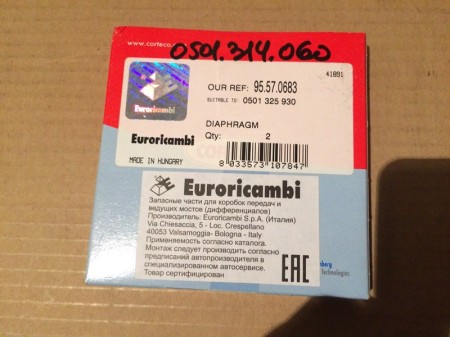 www.corteco.
0501.314.060
41891
OUR REF: 95.57.0683
SUITABLE TO: 0501 325 930
Euroricambi
DIAPHRAGM
Euroricambi Qty: 2
MADE IN HUNGARY
8 033573 107847
Euroricambi
Запасные части для коробок передач и
ведущих мостов (дифференциалов)
Производитель: Euroricambi S.p.A. (Италия)
Via Chiesaccia, 5 - Loc. Crespellano
40053 Valsamoggia- Bologna - Italy
Применяемость согласно каталога.
Монтаж следует производить согласно
предписаний автопроизводителя в
специализированном автосервисе.
Товар сертифицирован
EAC
Technologies